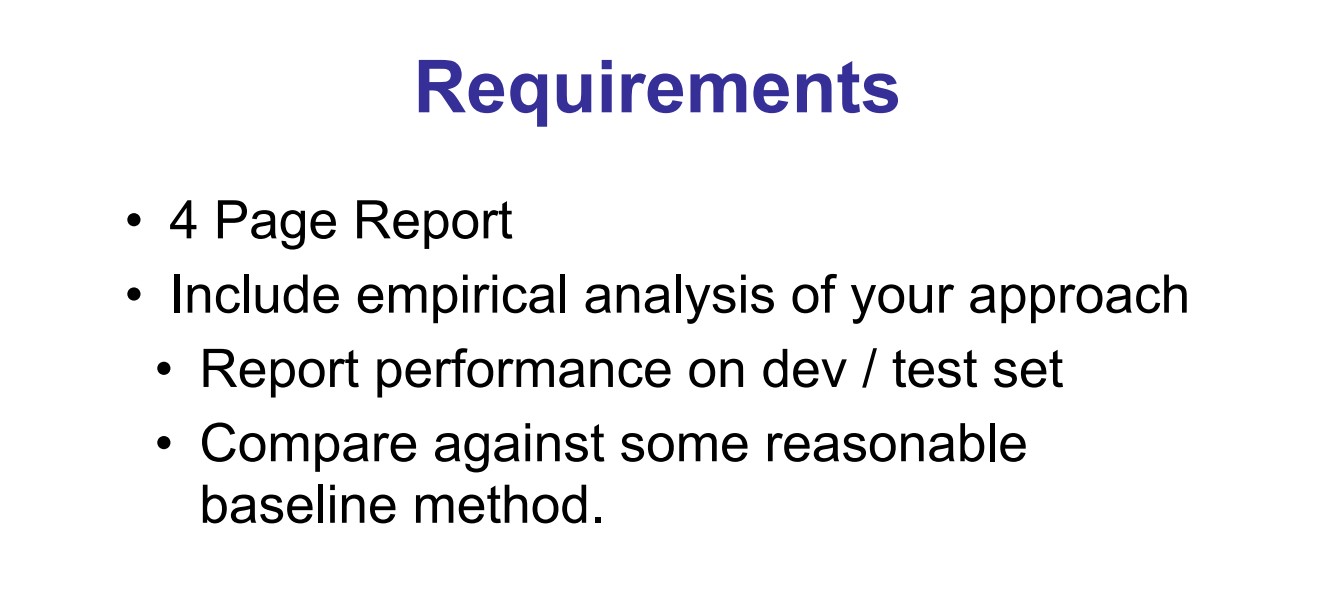 Requirements
• 4 Page Report
• Include empirical analysis of your approach
• Report performance on dev / test set
• Compare against some reasonable
baseline method.